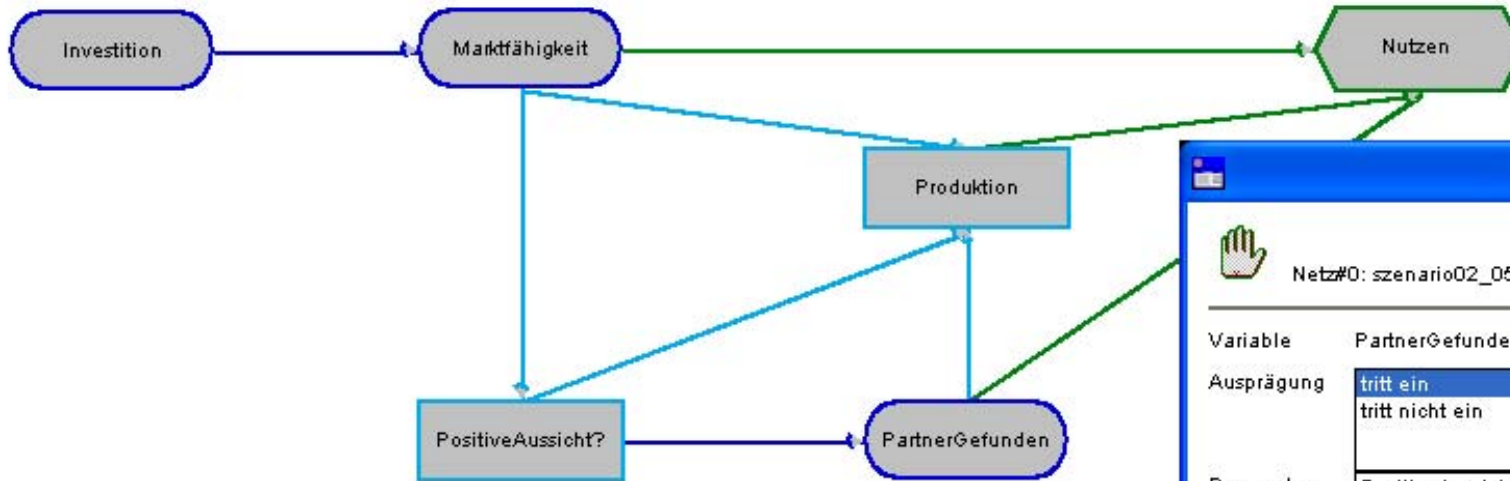 Investition
Marktfähigkeit
Nutzen
Produktion
PositiveAussicht?
PartnerGefunden
Netz#0: szenario02_05
Variable PartnerGefunde
Ausprägung tritt ein
tritt nicht ein